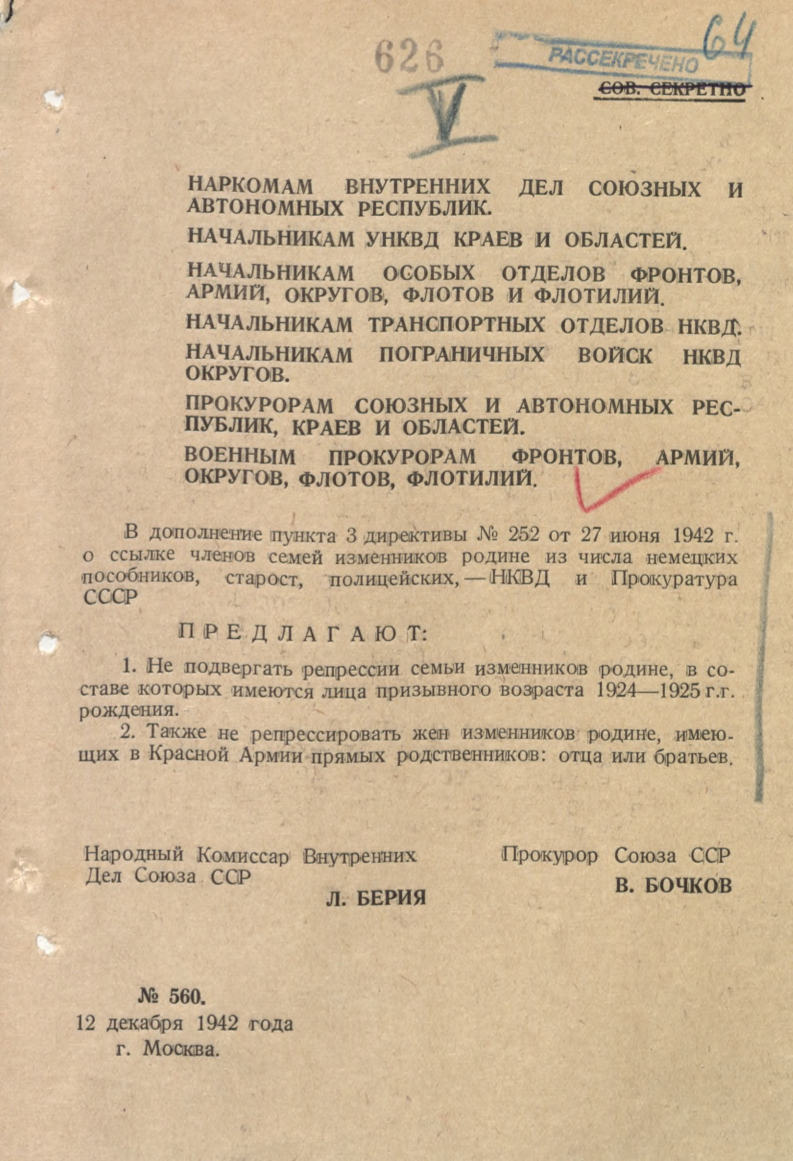 626
64
РАССЕКРЕЧЕНО
СОВ. СЕКРЕТНО
V
НАРКОМАМ ВНУТРЕННИХ ДЕЛ СОЮЗНЫХ И
АВТОНОМНЫХ РЕСПУБЛИК.
НАЧАЛЬНИКАМ УНКВД КРАЕВ И ОБЛАСТЕЙ.
НАЧАЛЬНИКАМ ОСОБЫХ ОТДЕЛОВ ФРОНТОВ,
АРМИЙ, ОКРУГОВ, ФЛОТОВ И ФЛОТИЛИЙ.
НАЧАЛЬНИКАМ ТРАНСПОРТНЫХ ОТДЕЛОВ НКВД.
НАЧАЛЬНИКАМ ПОГРАНИЧНЫХ ВОЙСК НКВД
ОКРУГОВ.
ПРОКУРОРАМ СОЮЗНЫХ И АВТОНОМНЫХ РЕС-
ПУБЛИК, КРАЕВ И ОБЛАСТЕЙ.
ВОЕННЫМ ПРОКУРОРАМ ФРОНТОВ, АРМИЙ,
ОКРУГОВ, ФЛОТОВ, ФЛОТИЛИЙ.
В дополнение пункта 3 директивы № 252 от 27 июня 1942 г.
о ссылке членов семей изменников родине из числа немецких
пособников, старост, полицейских, — НКВД и Прокуратура
СССР
ПРЕДЛАГАЮТ:
1. Не подвергать репрессии семьи изменников родине, в со-
ставе которых имеются лица призывного возраста 1924—1925 г.г.
рождения.
2. Также не репрессировать жен изменников родине, имею-
щих в Красной Армии прямых родственников: отца или братьев.
Народный Комиссар Внутренних
Дел Союза ССР
Л. БЕРИЯ
Прокурор Союза ССР
В. БОЧКОВ
№ 560.
12 декабря 1942 года
г. Москва.